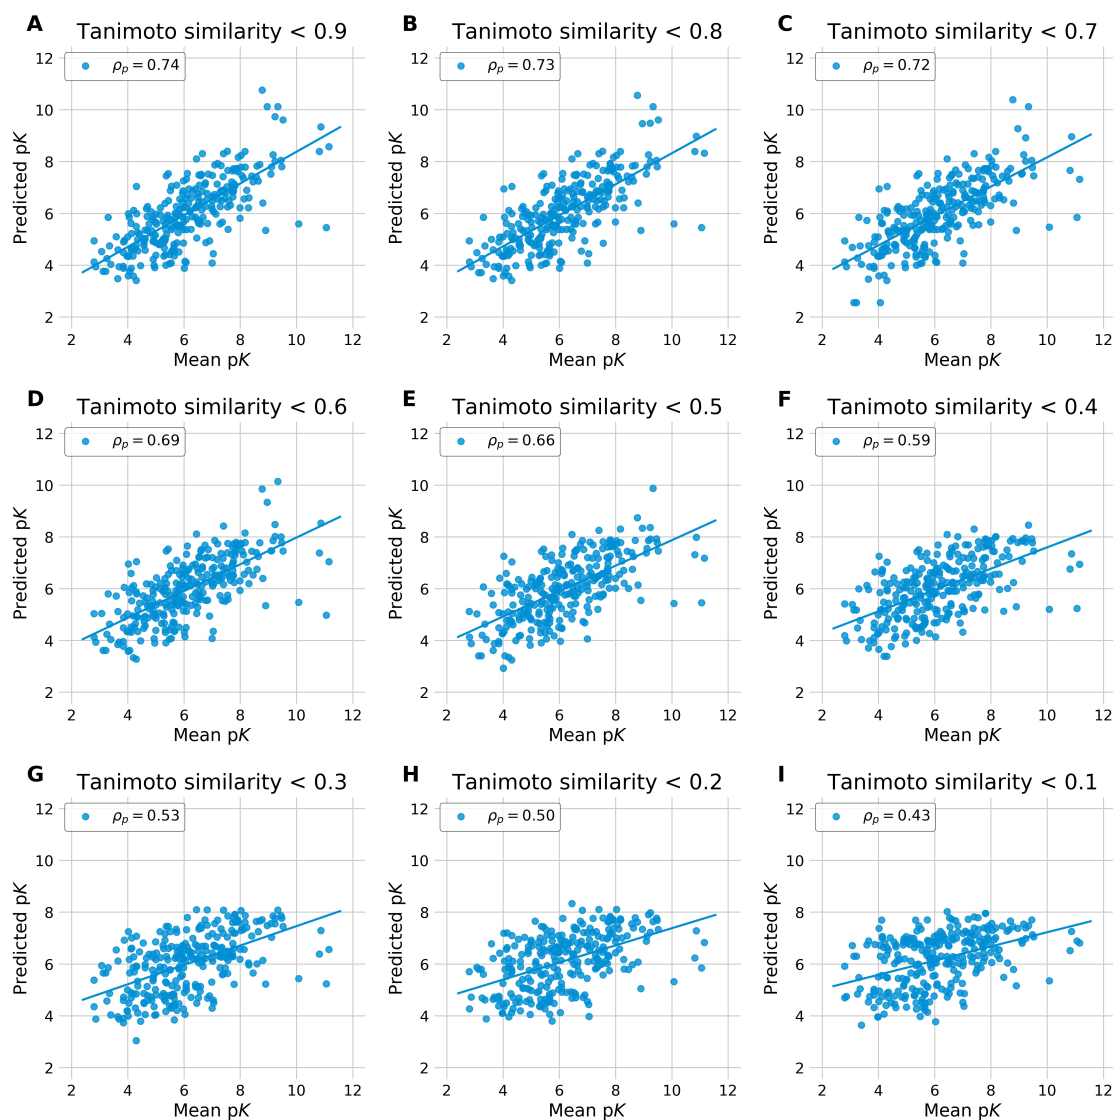 A Tanimoto similarity < 0.9
12
ρp = 0.74
10
8
6
4
2
Predicted pK
2 4 6 8 10 12
Mean pK
B Tanimoto similarity < 0.8
12
ρp = 0.73
10
8
6
4
2
Predicted pK
2 4 6 8 10 12
Mean pK
C Tanimoto similarity < 0.7
12
ρp = 0.72
10
8
6
4
2
Predicted pK
2 4 6 8 10 12
Mean pK
D Tanimoto similarity < 0.6
12
ρp = 0.69
10
8
6
4
2
Predicted pK
2 4 6 8 10 12
Mean pK
E Tanimoto similarity < 0.5
12
ρp = 0.66
10
8
6
4
2
Predicted pK
2 4 6 8 10 12
Mean pK
F Tanimoto similarity < 0.4
12
ρp = 0.59
10
8
6
4
2
Predicted pK
2 4 6 8 10 12
Mean pK
G Tanimoto similarity < 0.3
12
ρp = 0.53
10
8
6
4
2
Predicted pK
2 4 6 8 10 12
Mean pK
H Tanimoto similarity < 0.2
12
ρp = 0.50
10
8
6
4
2
Predicted pK
2 4 6 8 10 12
Mean pK
I Tanimoto similarity < 0.1
12
ρp = 0.43
10
8
6
4
2
Predicted pK
2 4 6 8 10 12
Mean pK